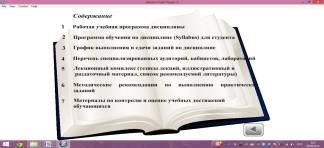 Содержание
1 Рабочая учебная программа дисциплины
2 Программа обучения по дисциплине (Syllabus) для студента
3 График выполнения и сдачи заданий по дисциплине
4 Перечень специализированных аудиторий, кабинетов, лабораторий
5 Лекционный комплекс (тезисы лекций, иллюстративный и
раздаточный материал, список рекомендуемой литературы)
6 Методические рекомендации по выполнению практических
заданий
7 Материалы по контролю и оценке учебных достижений
обучающихся